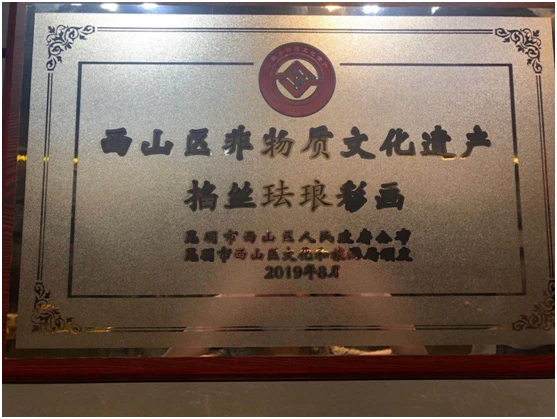 西山区非物质文化遗产
掐丝珐琅彩画
昆明市西山区人民政府公布
昆明市西山区文化和旅游局颁发
2019年8月